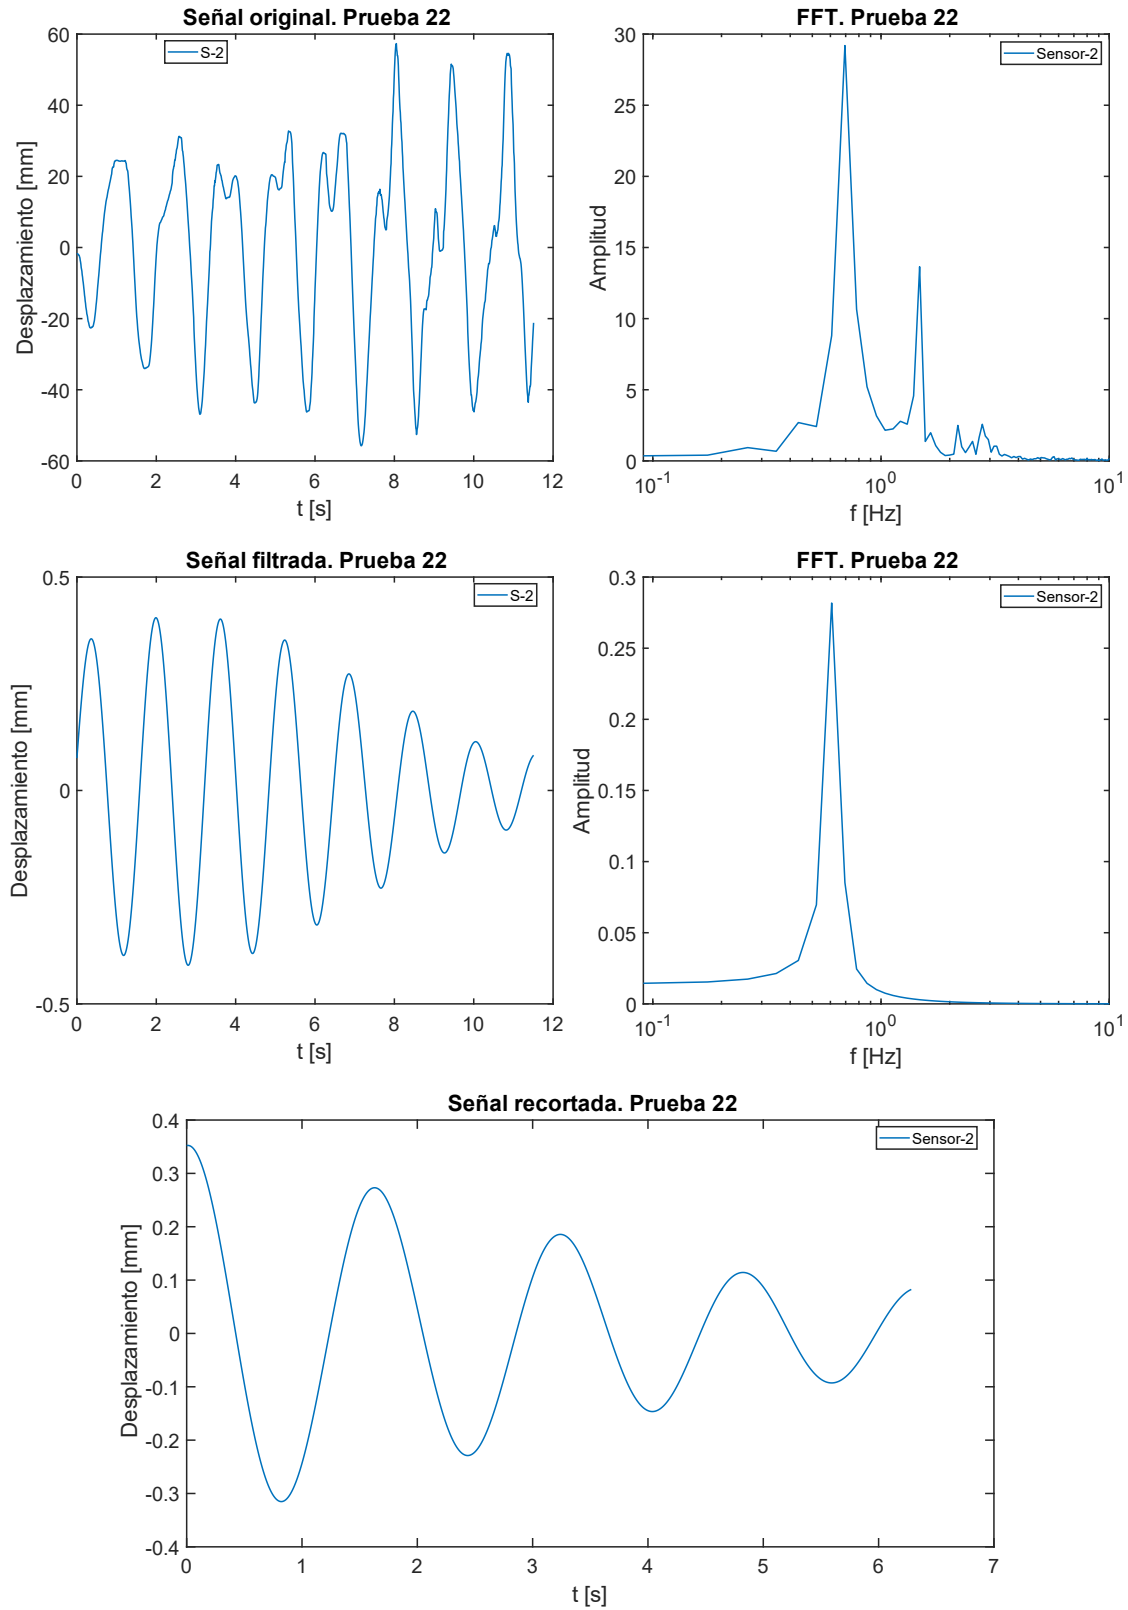 Señal original. Prueba 22
S-2
60
40
20
0
-20
-40
-60
Desplazamiento [mm]
0 2 4 6 8 10 12
t [s]
FFT. Prueba 22
Sensor-2
30
25
20
15
10
5
0
Amplitud
10^-1 10^0 10^1
f [Hz]
Señal filtrada. Prueba 22
S-2
0.5
0
-0.5
Desplazamiento [mm]
0 2 4 6 8 10 12
t [s]
FFT. Prueba 22
Sensor-2
0.3
0.25
0.2
0.15
0.1
0.05
0
Amplitud
10^-1 10^0 10^1
f [Hz]
Señal recortada. Prueba 22
Sensor-2
0.4
0.3
0.2
0.1
0
-0.1
-0.2
-0.3
-0.4
Desplazamiento [mm]
0 1 2 3 4 5 6 7
t [s]